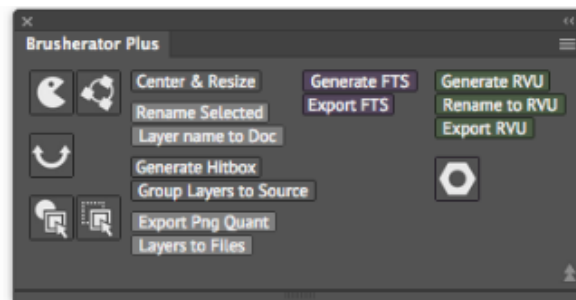 Brusherator Plus
Center & Resize
Rename Selected
Layer name to Doc
Generate Hitbox
Group Layers to Source
Export Png Quant
Layers to Files
Generate FTS
Export FTS
Generate RVU
Rename to RVU
Export RVU